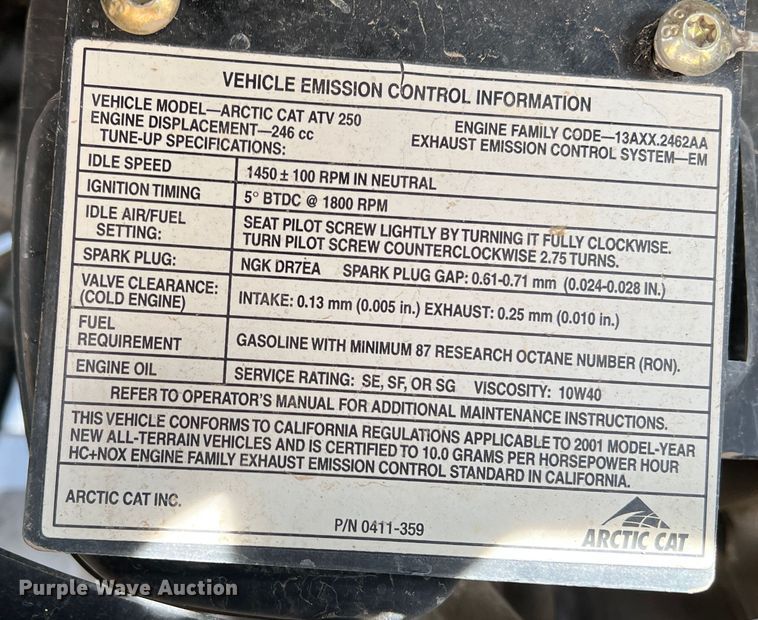 VEHICLE EMISSION CONTROL INFORMATION
VEHICLE MODEL—ARCTIC CAT ATV 250
ENGINE DISPLACEMENT—246 cc
TUNE-UP SPECIFICATIONS:
ENGINE FAMILY CODE—13AXX.2462AA
EXHAUST EMISSION CONTROL SYSTEM—EM
IDLE SPEED 1450 ± 100 RPM IN NEUTRAL
IGNITION TIMING 5° BTDC @ 1800 RPM
IDLE AIR/FUEL SETTING: SEAT PILOT SCREW LIGHTLY BY TURNING IT FULLY CLOCKWISE.
TURN PILOT SCREW COUNTERCLOCKWISE 2.75 TURNS.
SPARK PLUG: NGK DR7EA SPARK PLUG GAP: 0.61-0.71 mm (0.024-0.028 IN.)
VALVE CLEARANCE:
(COLD ENGINE) INTAKE: 0.13 mm (0.005 in.) EXHAUST: 0.25 mm (0.010 in.)
FUEL
REQUIREMENT GASOLINE WITH MINIMUM 87 RESEARCH OCTANE NUMBER (RON).
ENGINE OIL SERVICE RATING: SE, SF, OR SG VISCOSITY: 10W40
REFER TO OPERATOR'S MANUAL FOR ADDITIONAL MAINTENANCE INSTRUCTIONS.
THIS VEHICLE CONFORMS TO CALIFORNIA REGULATIONS APPLICABLE TO 2001 MODEL-YEAR
NEW ALL-TERRAIN VEHICLES AND IS CERTIFIED TO 10.0 GRAMS PER HORSEPOWER HOUR
HC+NOX ENGINE FAMILY EXHAUST EMISSION CONTROL STANDARD IN CALIFORNIA.
ARCTIC CAT INC.
P/N 0411-359
ARCTIC CAT
Purple Wave Auction